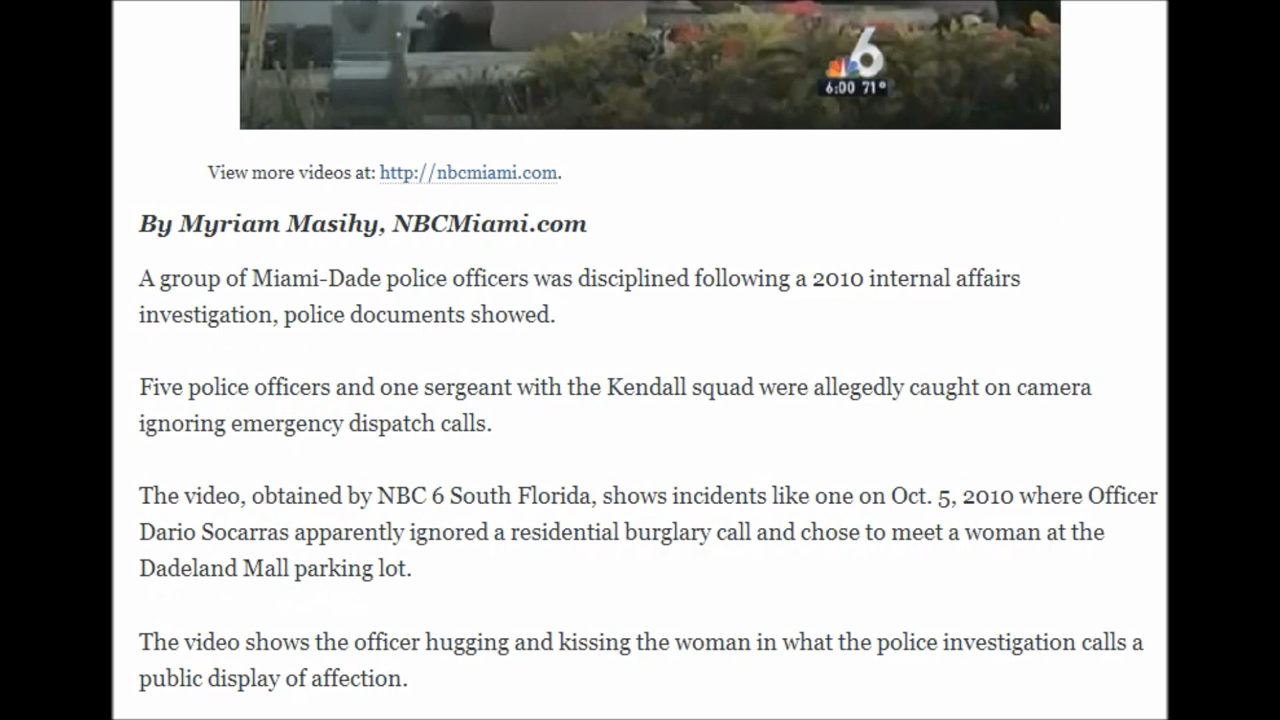 6
6:00 71°
View more videos at: http://nbcmiami.com.
By Myriam Masihy, NBCMiami.com
A group of Miami-Dade police officers was disciplined following a 2010 internal affairs
investigation, police documents showed.
Five police officers and one sergeant with the Kendall squad were allegedly caught on camera
ignoring emergency dispatch calls.
The video, obtained by NBC 6 South Florida, shows incidents like one on Oct. 5, 2010 where Officer
Dario Socarras apparently ignored a residential burglary call and chose to meet a woman at the
Dadeland Mall parking lot.
The video shows the officer hugging and kissing the woman in what the police investigation calls a
public display of affection.